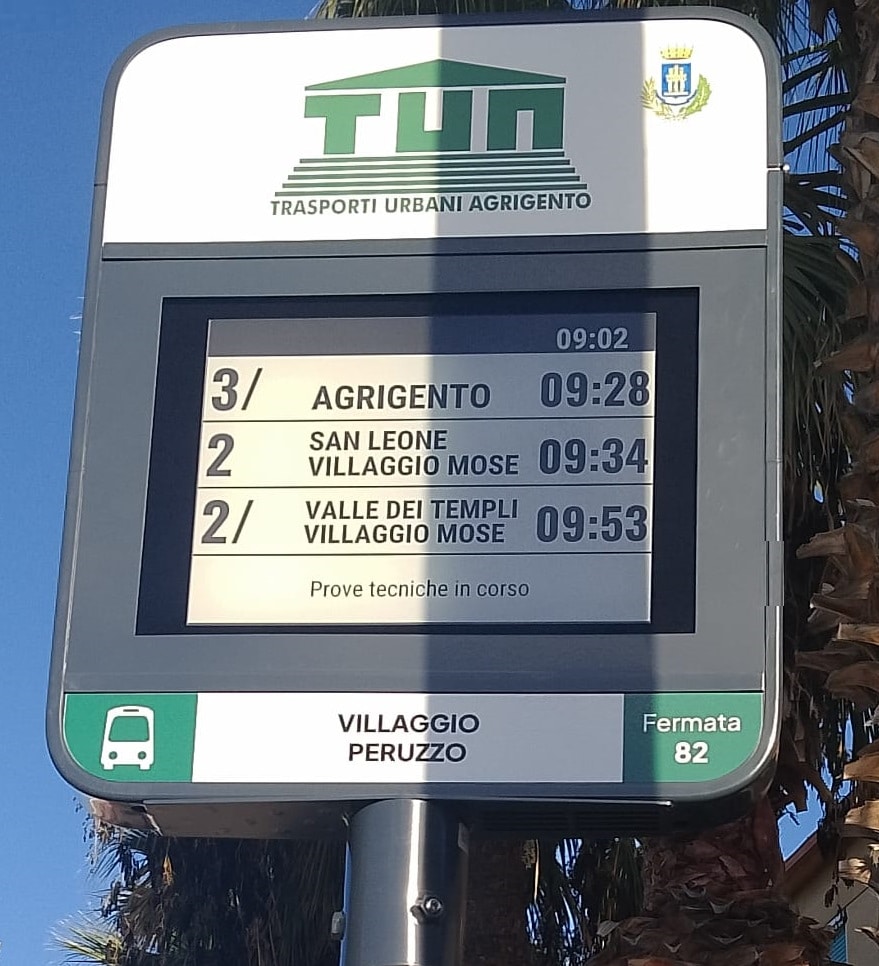 TUA
TRASPORTI URBANI AGRIGENTO
09:02
3/ AGRIGENTO 09:28
2 SAN LEONE VILLAGGIO MOSE 09:34
2/ VALLE DEI TEMPLI VILLAGGIO MOSE 09:53
Prove tecniche in corso
VILLAGGIO
PERUZZO
Fermata
82